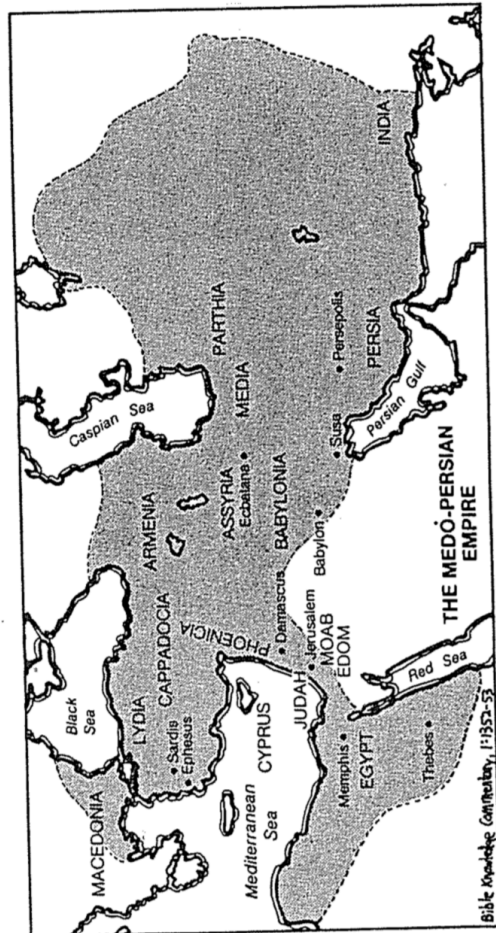 MACEDONIA
Black
Sea
Caspian Sea
LYDIA
Sardis
Ephesus
CAPPADOCIA
ARMENIA
PARTHIA
MEDIA
ASSYRIA
Ecbatana
Mediterranean
Sea
CYPRUS
PHOENICIA
Damascus
BABYLONIA
Babylon
Susa
Persepolis
PERSIA
INDIA
Persian Gulf
JUDAH
Jerusalem
MOAB
EDOM
Memphis
EGYPT
Thebes
Red Sea
THE MEDO-PERSIAN
EMPIRE
Bible Knowledge Commentary, 1:1552-53